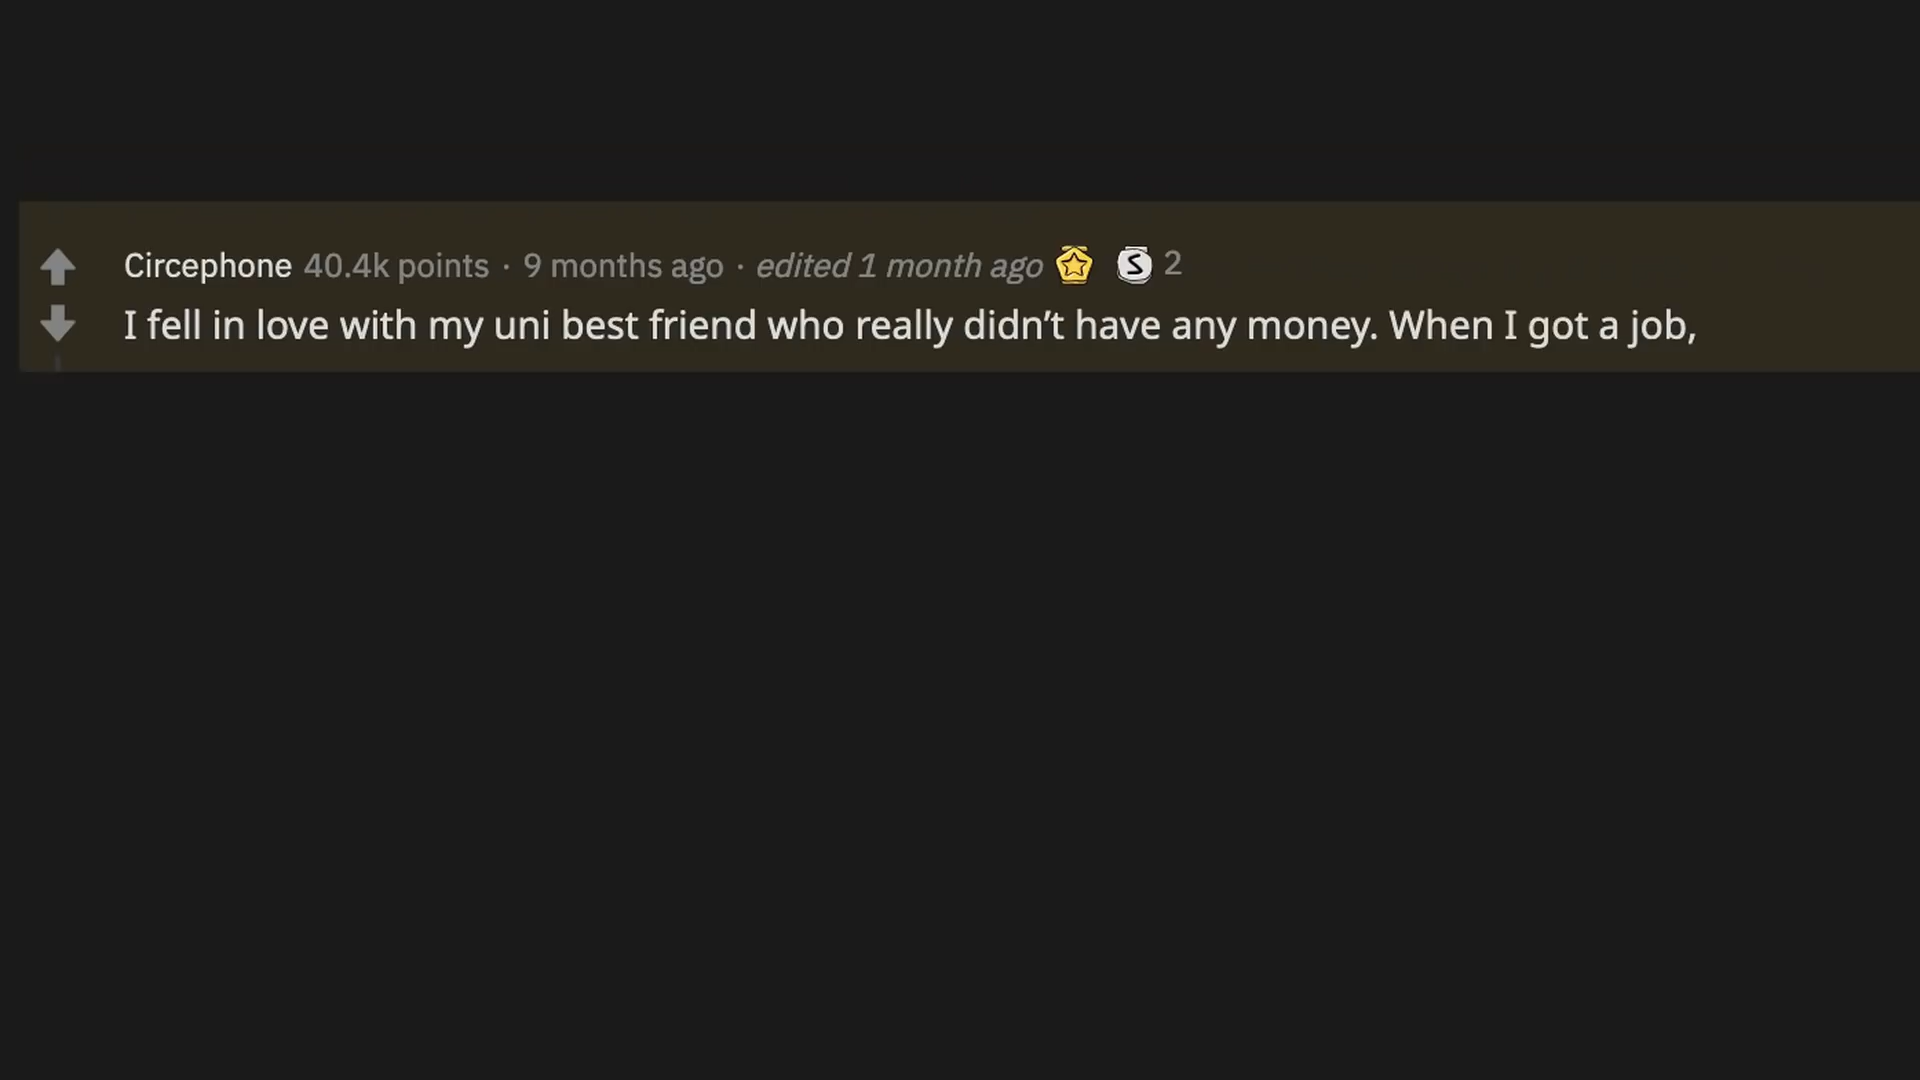 Circephone 40.4k points · 9 months ago · edited 1 month ago S 2
I fell in love with my uni best friend who really didn’t have any money. When I got a job,